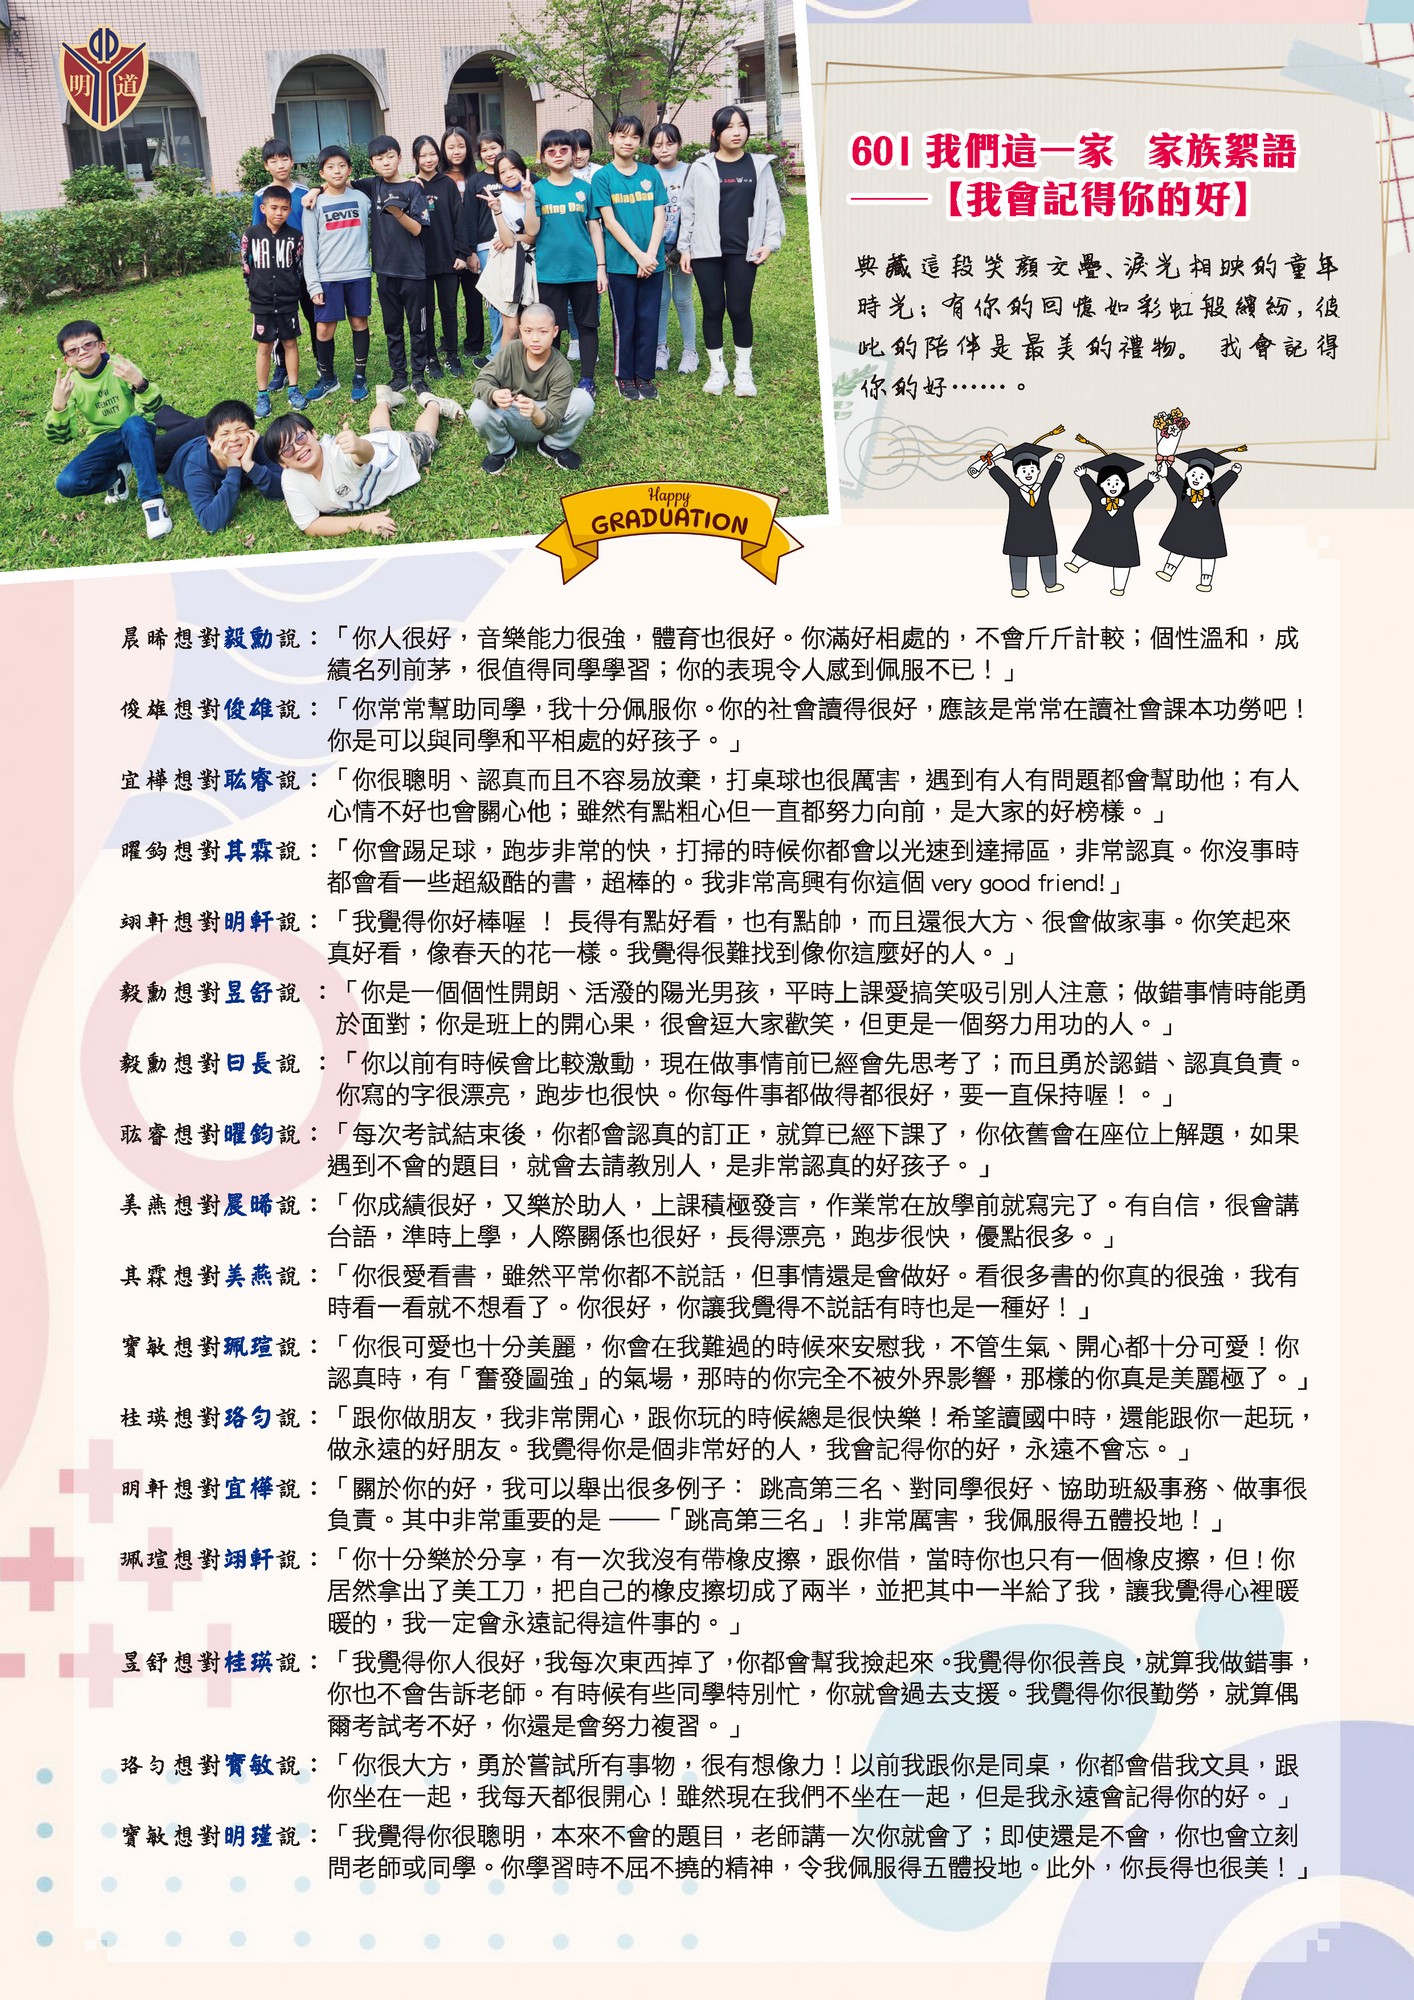 明 道
601 我們這一家　家族絮語
——【我會記得你的好】
典藏這段笑顏交疊、淚光相映的童年
時光；有你的回憶如彩虹般繽紛，彼
此的陪伴是最美的禮物。 我會記得
你的好……。
Happy
GRADUATION
晨晞想對毅勳說：「你人很好，音樂能力很強，體育也很好。你滿好相處的，不會斤斤計較；個性溫和，成
績名列前茅，很值得同學學習；你的表現令人感到佩服不已！」
俊雄想對俊雄說：「你常常幫助同學，我十分佩服你。你的社會讀得很好，應該是常常在讀社會課本功勞吧！
你是可以與同學和平相處的好孩子。」
宜樺想對聡睿說：「你很聰明、認真而且不容易放棄，打桌球也很厲害，遇到有人有問題都會幫助他；有人
心情不好也會關心他；雖然有點粗心但一直都努力向前，是大家的好榜樣。」
曜鈞想對其霖說：「你會踢足球，跑步非常的快，打掃的時候你都會以光速到達掃區，非常認真。你沒事時
都會看一些超級酷的書，超棒的。我非常高興有你這個 very good friend!」
翊軒想對明軒說：「我覺得你好棒喔 ！ 長得有點好看，也有點帥，而且還很大方、很會做家事。你笑起來
真好看，像春天的花一樣。我覺得很難找到像你這麼好的人。」
毅勳想對昱舒說 ：「你是一個個性開朗、活潑的陽光男孩，平時上課愛搞笑吸引別人注意；做錯事情時能勇
於面對；你是班上的開心果，很會逗大家歡笑，但更是一個努力用功的人。」
毅勳想對日長說 ：「你以前有時候會比較激動，現在做事情前已經會先思考了；而且勇於認錯、認真負責。
你寫的字很漂亮，跑步也很快。你每件事都做得都很好，要一直保持喔！。」
聡睿想對曜鈞說：「每次考試結束後，你都會認真的訂正，就算已經下課了，你依舊會在座位上解題，如果
遇到不會的題目，就會去請教別人，是非常認真的好孩子。」
美燕想對晨晞說：「你成績很好，又樂於助人，上課積極發言，作業常在放學前就寫完了。有自信，很會講
台語，準時上學，人際關係也很好，長得漂亮，跑步很快，優點很多。」
其霖想對美燕說：「你很愛看書，雖然平常你都不說話，但事情還是會做好。看很多書的你真的很強，我有
時看一看就不想看了。你很好，你讓我覺得不說話有時也是一種好！」
寶敏想對珮瑄說：「你很可愛也十分美麗，你會在我難過的時候來安慰我，不管生氣、開心都十分可愛！你
認真時，有「奮發圖強」的氣場，那時的你完全不被外界影響，那樣的你真是美麗極了。」
桂瑛想對珞勻說：「跟你做朋友，我非常開心，跟你玩的時候總是很快樂！希望讀國中時，還能跟你一起玩，
做永遠的好朋友。我覺得你是個非常好的人，我會記得你的好，永遠不會忘。」
明軒想對宜樺說：「關於你的好，我可以舉出很多例子： 跳高第三名、對同學很好、協助班級事務、做事很
負責。其中非常重要的是 ——「跳高第三名」！非常厲害，我佩服得五體投地！」
珮瑄想對翊軒說：「你十分樂於分享，有一次我沒有帶橡皮擦，跟你借，當時你也只有一個橡皮擦，但！你
居然拿出了美工刀，把自己的橡皮擦切成了兩半，並把其中一半給了我，讓我覺得心裡暖
暖的，我一定會永遠記得這件事的。」
昱舒想對桂瑛說：「我覺得你人很好，我每次東西掉了，你都會幫我撿起來。我覺得你很善良，就算我做錯事，
你也不會告訴老師。有時候有些同學特別忙，你就會過去支援。我覺得你很勤勞，就算偶
爾考試考不好，你還是會努力複習。」
珞勻想對寶敏說：「你很大方，勇於嘗試所有事物，很有想像力！以前我跟你是同桌，你都會借我文具，跟
你坐在一起，我每天都很開心！雖然現在我們不坐在一起，但是我永遠會記得你的好。」
寶敏想對明瑾說：「我覺得你很聰明，本來不會的題目，老師講一次你就會了；即使還是不會，你也會立刻
問老師或同學。你學習時不屈不撓的精神，令我佩服得五體投地。此外，你長得也很美！」